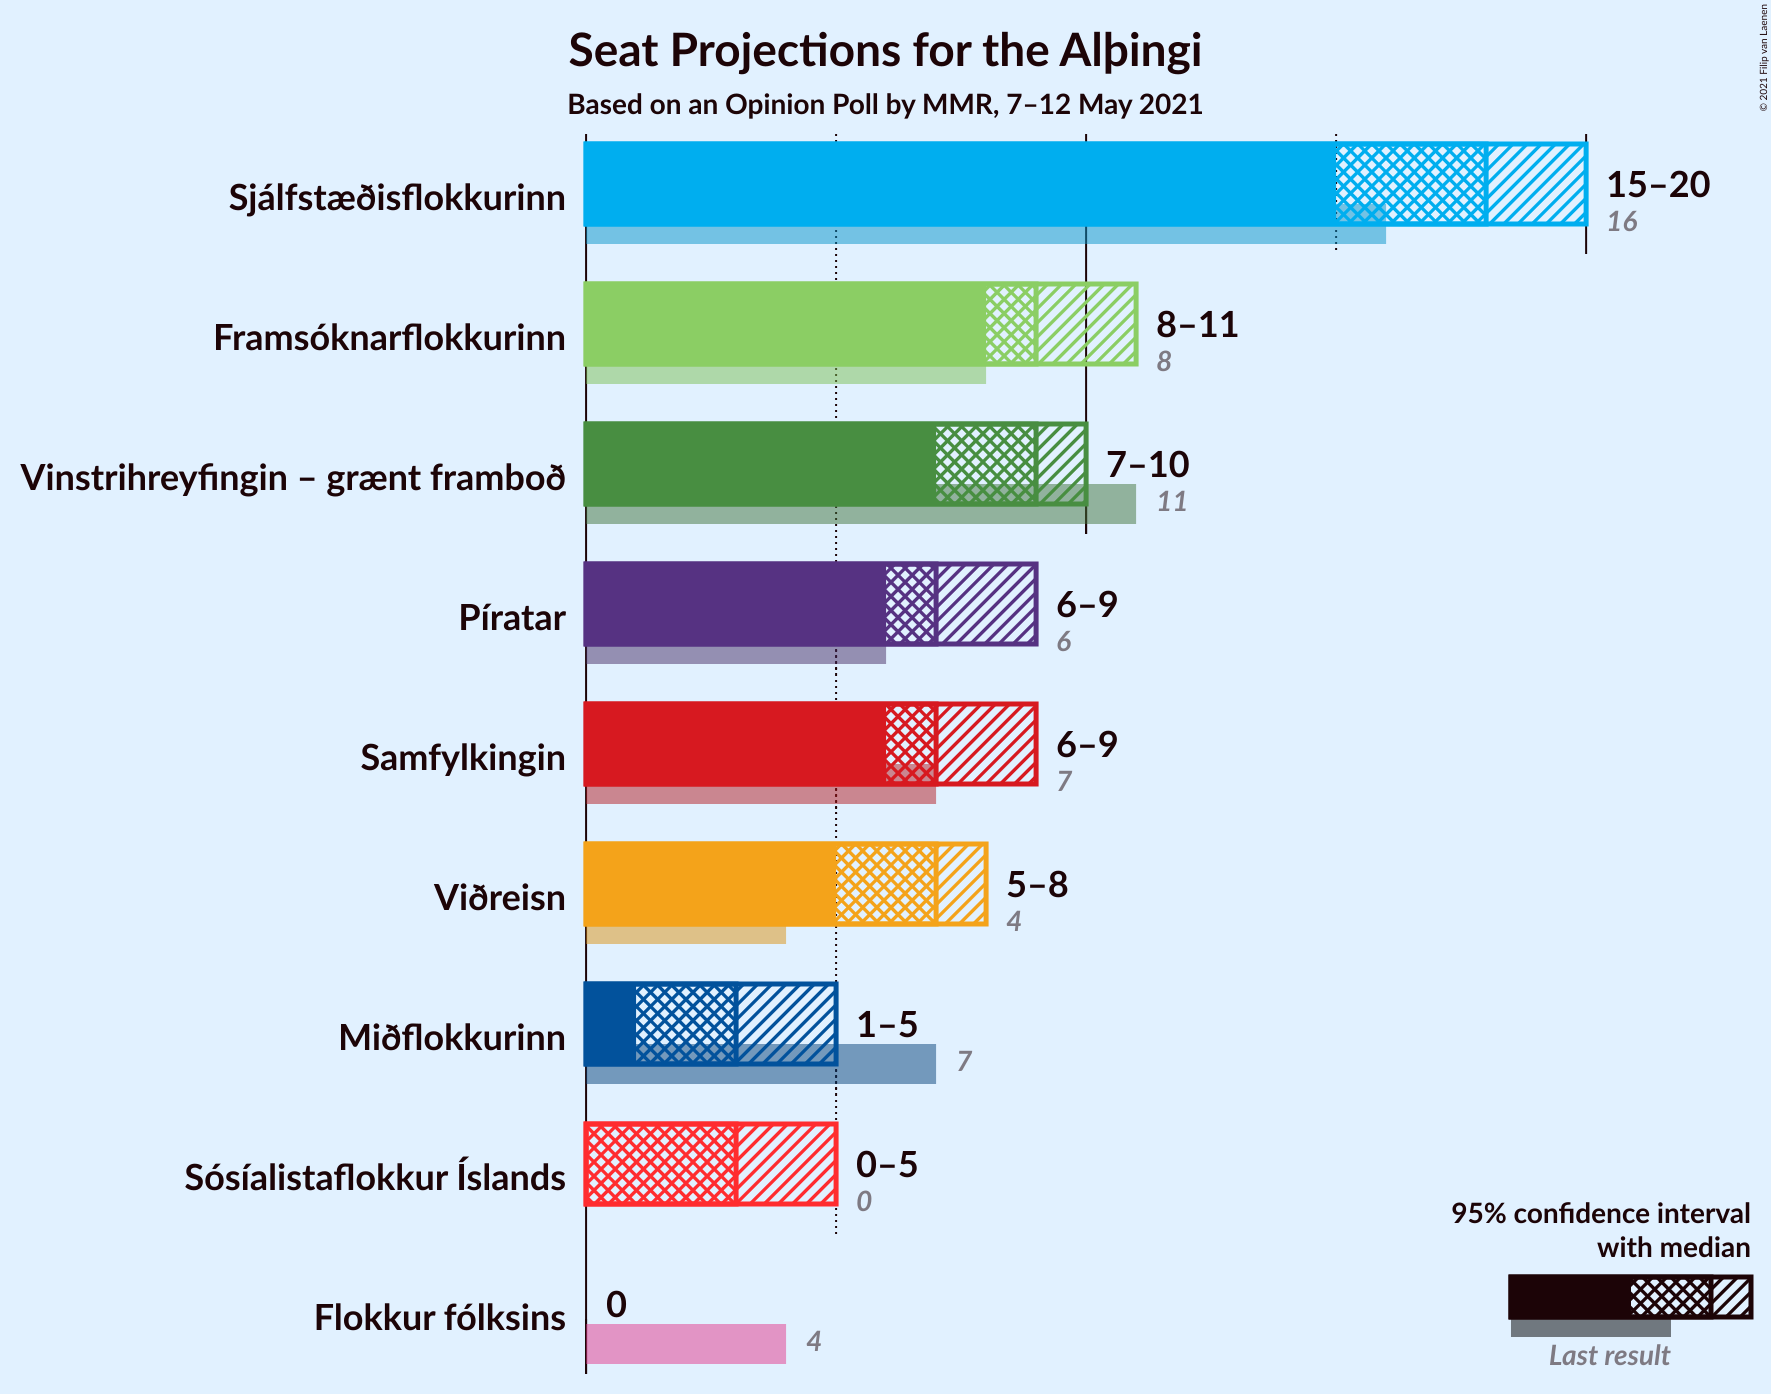 Seat Projections for the Alþingi
Based on an Opinion Poll by MMR, 7–12 May 2021
© 2021 Filip van Laenen
Sjálfstæðisflokkurinn
15–20
16
Framsóknarflokkurinn
8–11
8
Vinstrihreyfingin – grænt framboð
7–10
11
Píratar
6–9
6
Samfylkingin
6–9
7
Viðreisn
5–8
4
Miðflokkurinn
1–5
7
Sósíalistaflokkur Íslands
0–5
0
Flokkur fólksins
0
4
95% confidence interval
with median
Last result